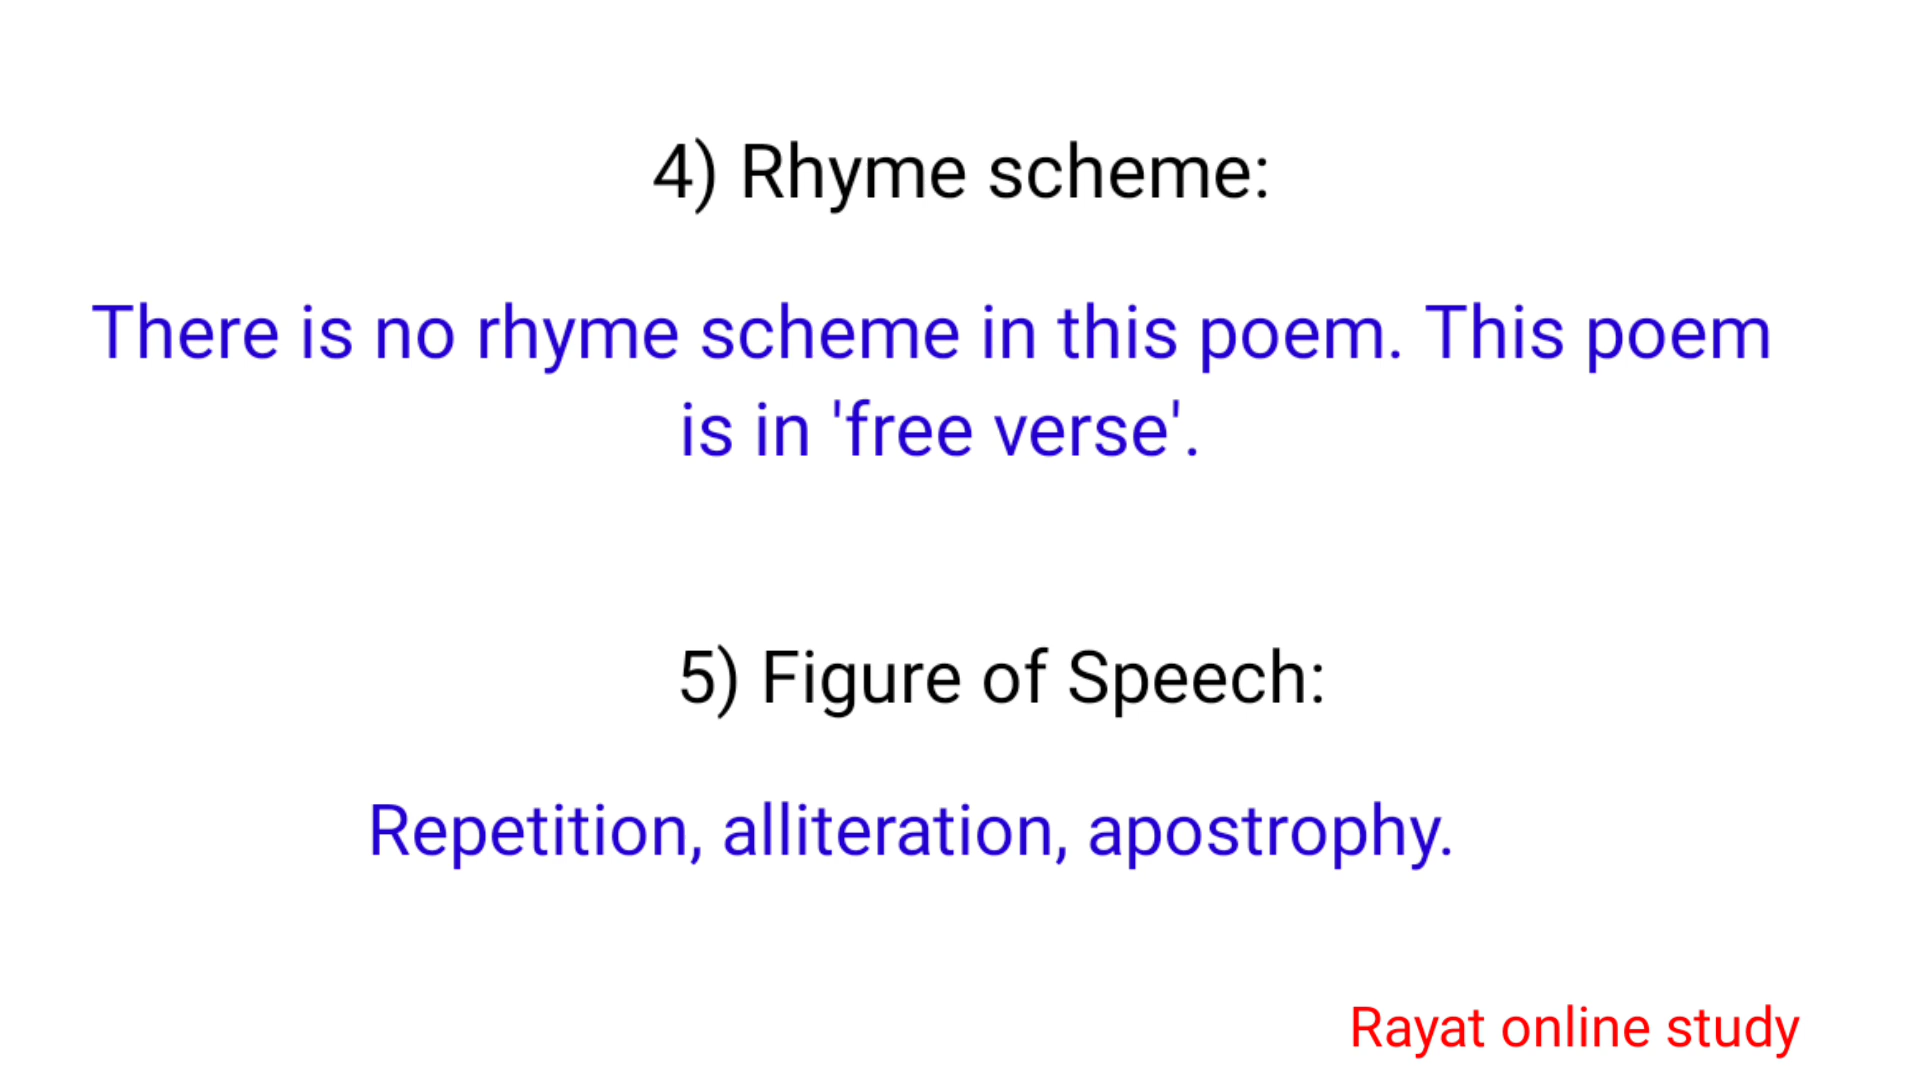 4) Rhyme scheme:
There is no rhyme scheme in this poem. This poem
is in 'free verse'.
5) Figure of Speech:
Repetition, alliteration, apostrophy.
Rayat online study